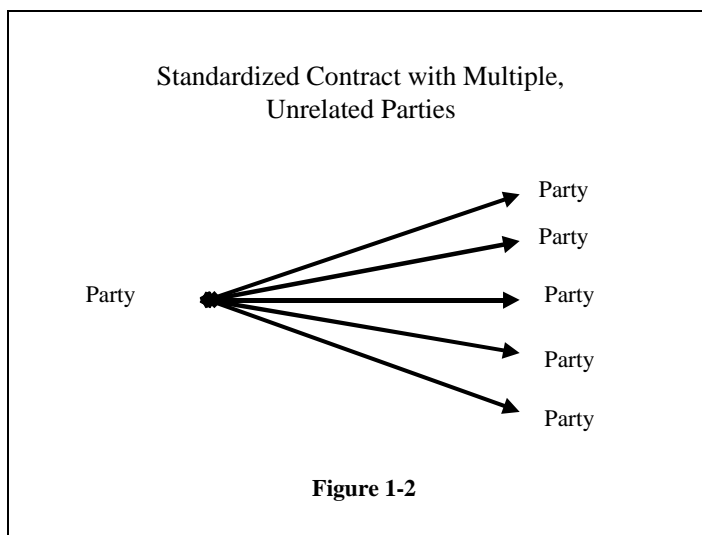 Standardized Contract with Multiple,
Unrelated Parties
Party
Party
Party
Party
Party
Party
Figure 1-2